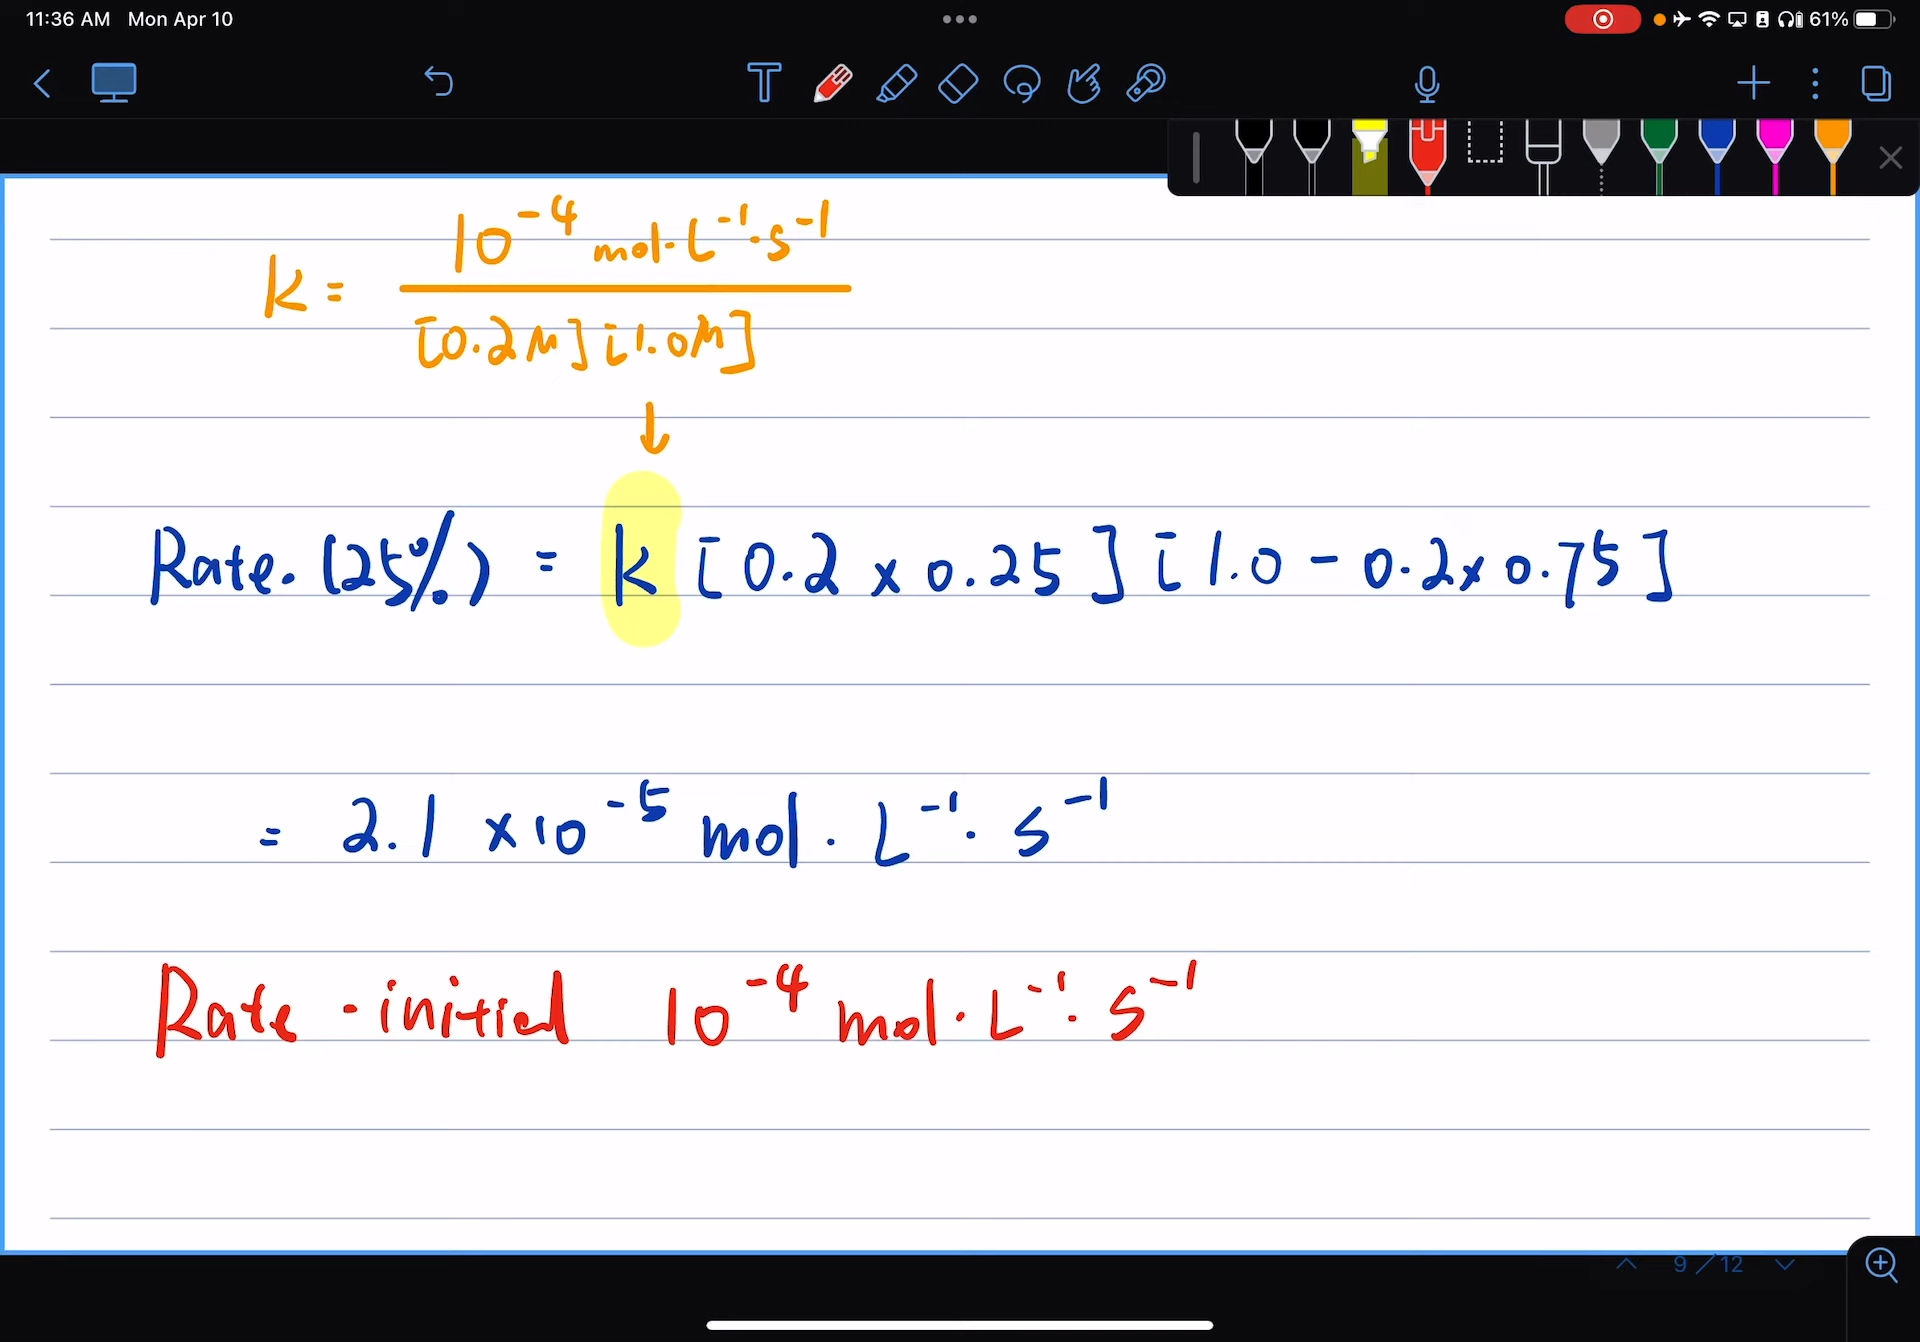 11:36 AM Mon Apr 10
61%
T
k = 10⁻⁴ mol·L⁻¹·s⁻¹
[0.2M][1.0M]
↓
Rate. (25%) = k [0.2 x 0.25] [1.0 - 0.2x 0.75]
= 2.1 x10⁻⁵ mol · L⁻¹· s⁻¹
Rate -initial 10⁻⁴ mol· L⁻¹· s⁻¹
9 / 12